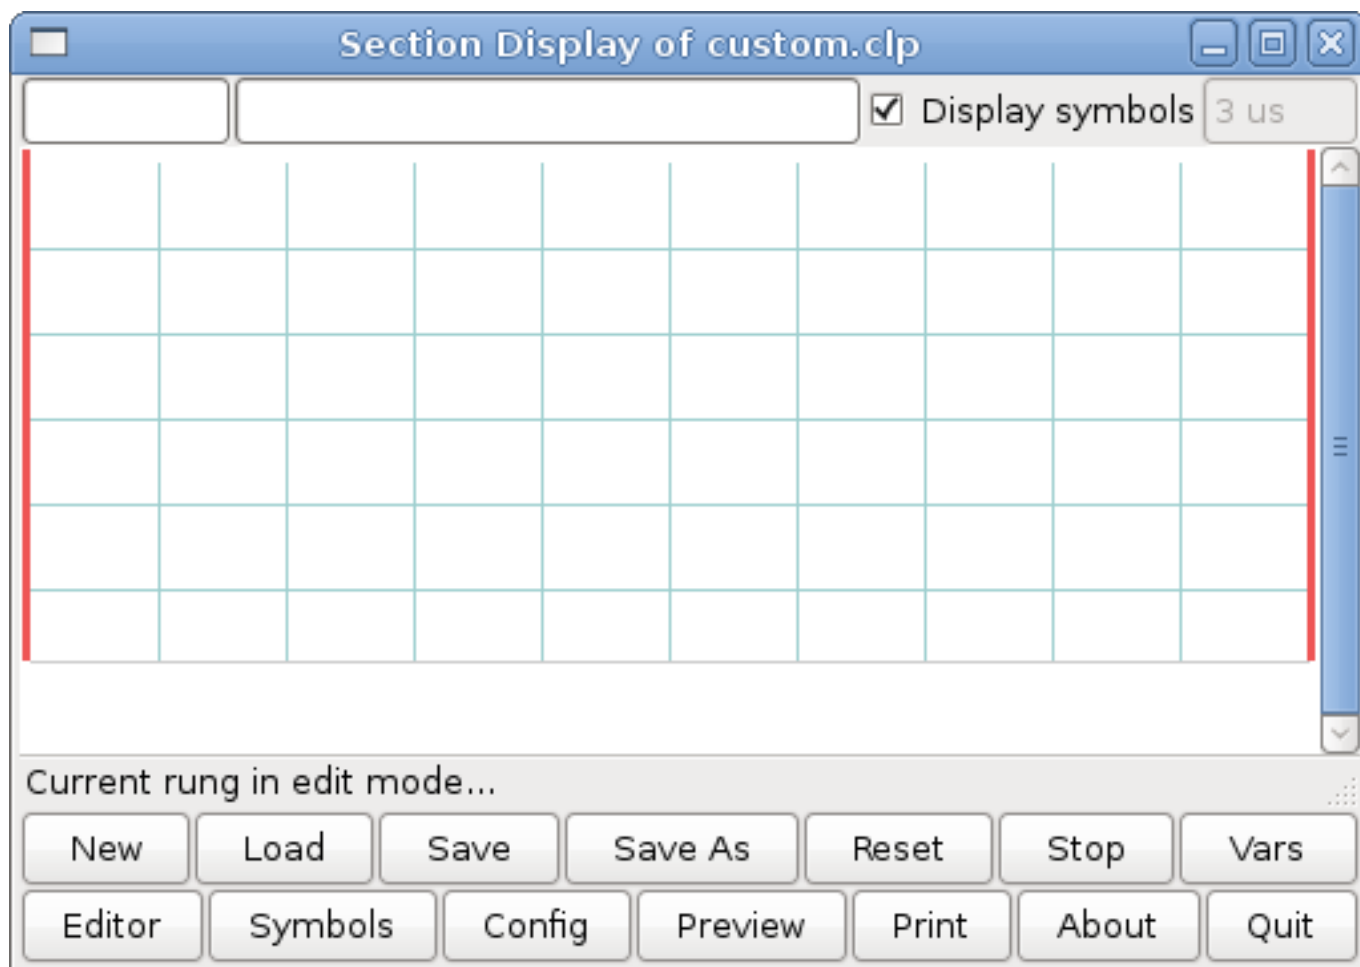 Section Display of custom.clp
Display symbols 3 us
Current rung in edit mode...
New Load Save Save As Reset Stop Vars
Editor Symbols Config Preview Print About Quit